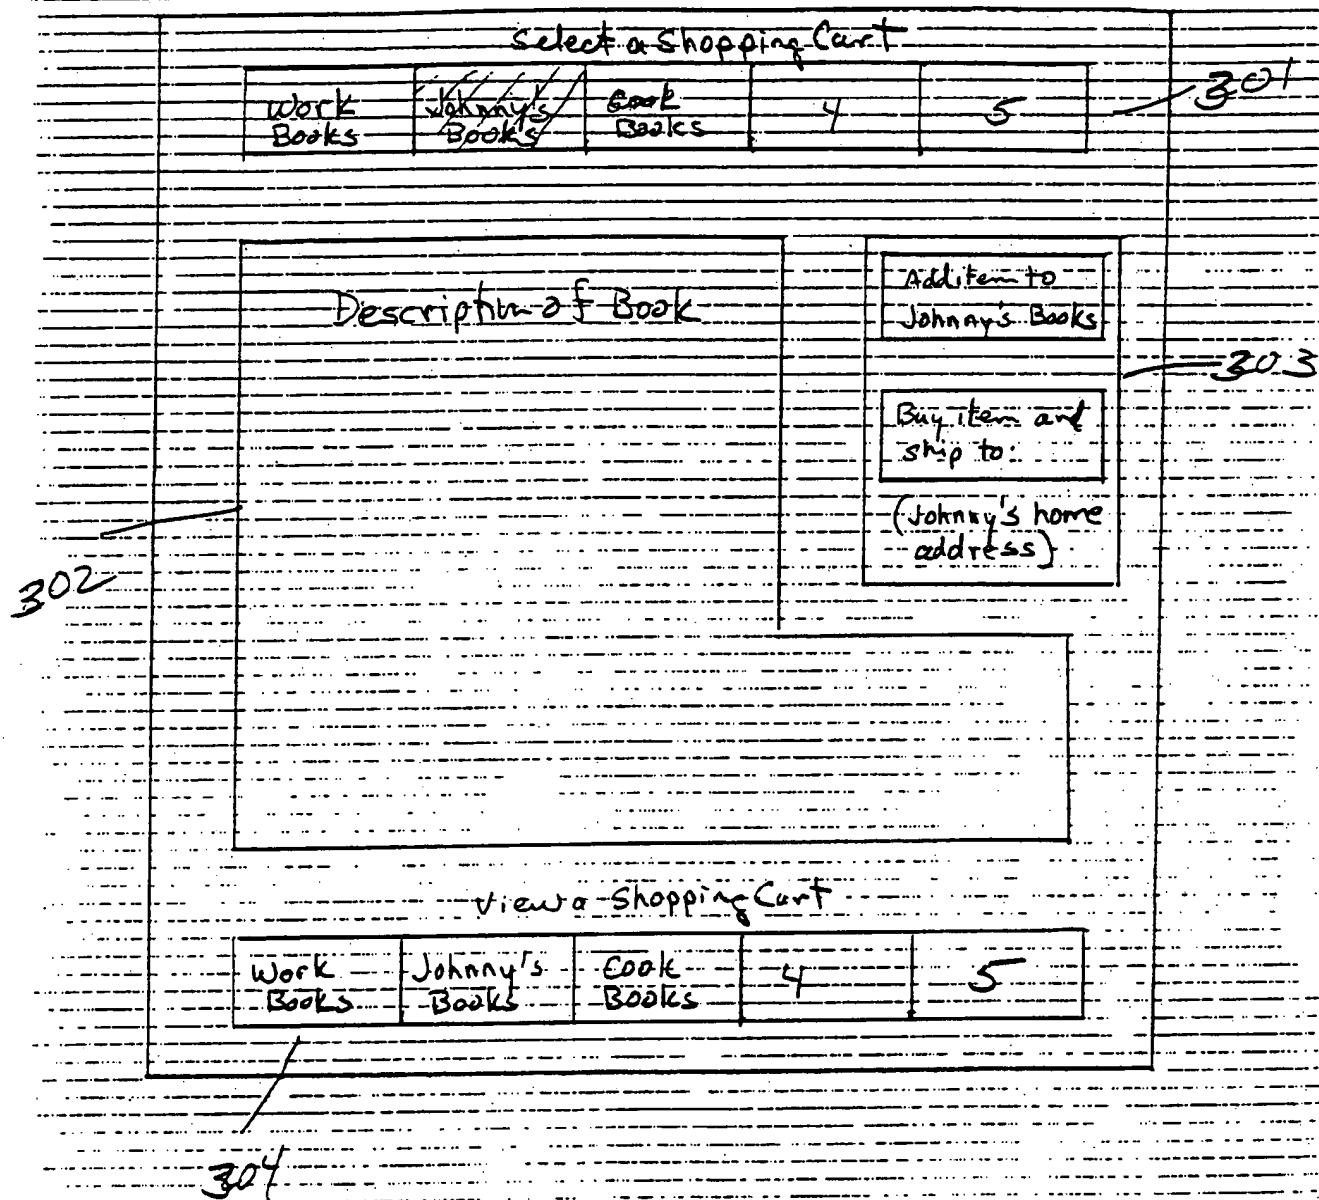 Select a Shopping Cart
301
Work Books
Johnny's Books
Cook Books
4
5
Description of Book
Add item to
Johnny's Books
303
Buy item and
ship to:
(Johnny's home
address)
302
View a Shopping Cart
Work Books
Johnny's Books
Cook Books
4
5
304